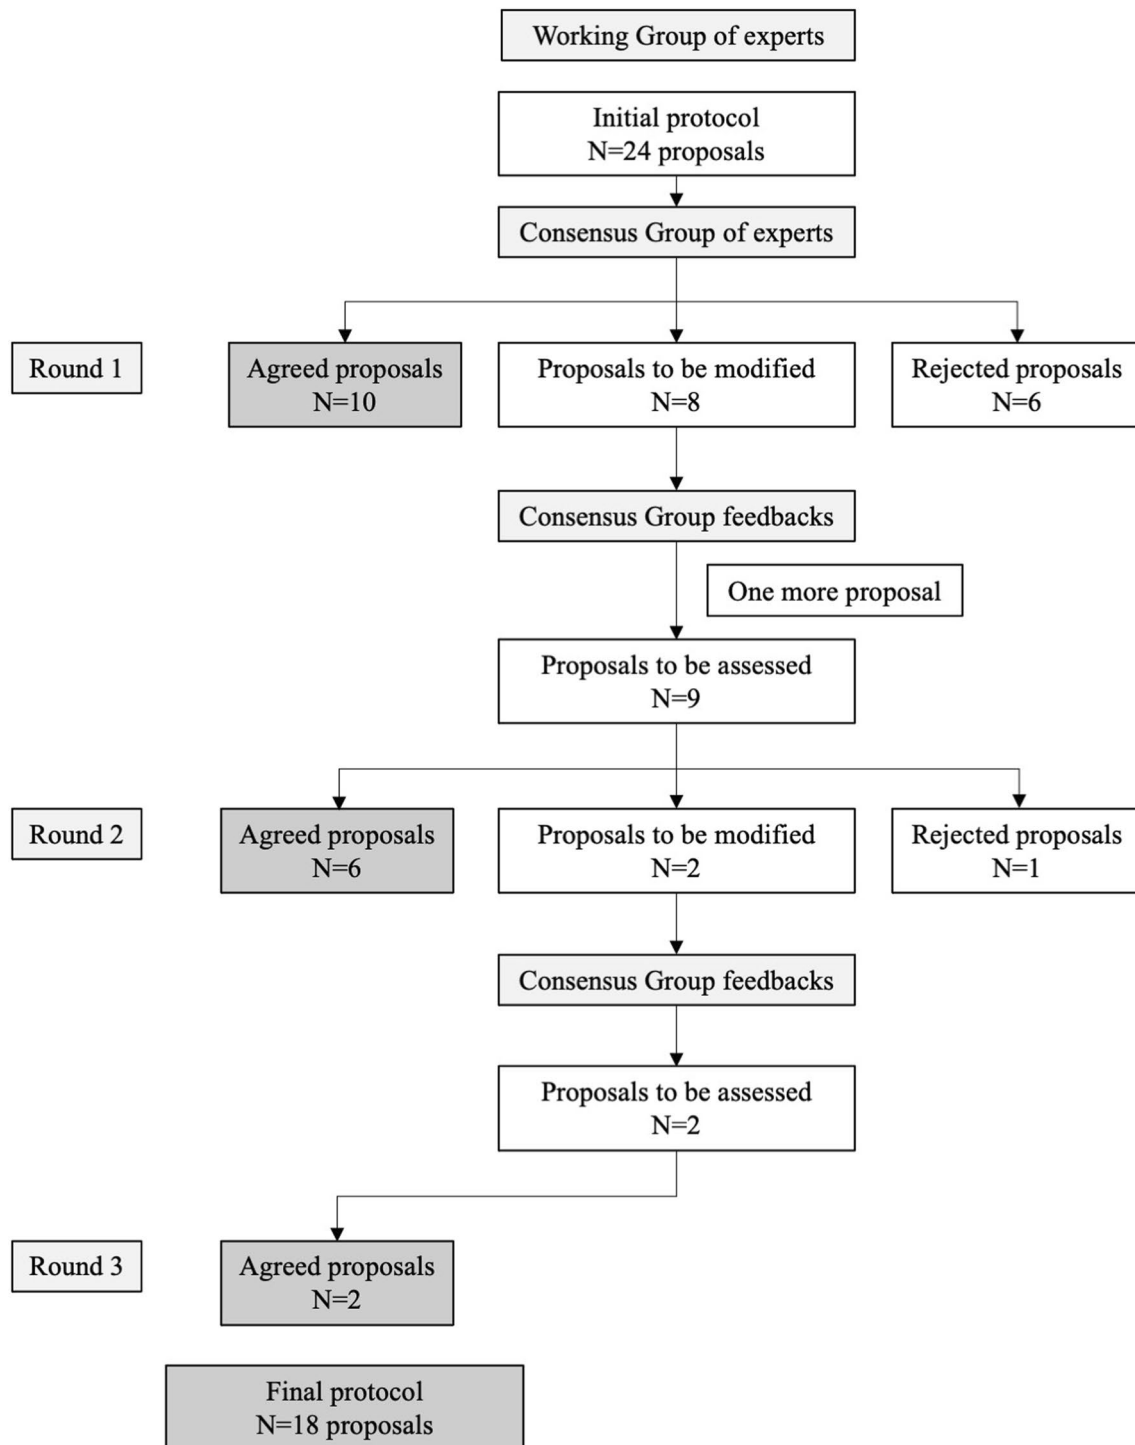 Working Group of experts
Initial protocol
N=24 proposals
Consensus Group of experts
Round 1
Agreed proposals
N=10
Proposals to be modified
N=8
Rejected proposals
N=6
Consensus Group feedbacks
One more proposal
Proposals to be assessed
N=9
Round 2
Agreed proposals
N=6
Proposals to be modified
N=2
Rejected proposals
N=1
Consensus Group feedbacks
Proposals to be assessed
N=2
Round 3
Agreed proposals
N=2
Final protocol
N=18 proposals